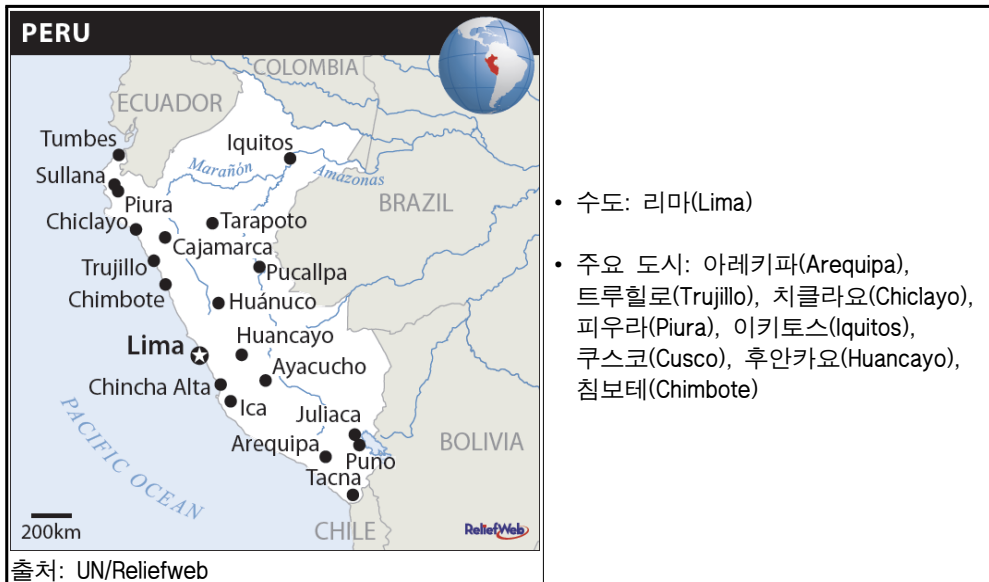 PERU
COLOMBIA
ECUADOR
Tumbes
Iquitos
Marañón
Amazonas
Sullana
Piura
BRAZIL
Chiclayo
Tarapoto
Cajamarca
Trujillo
Pucallpa
Chimbote
Huánuco
Huancayo
Lima
Ayacucho
Chincha Alta
Ica
Juliaca
PACIFIC OCEAN
Arequipa
BOLIVIA
Puno
Tacna
200km
CHILE
ReliefWeb
출처: UN/Reliefweb
• 수도: 리마(Lima)
• 주요 도시: 아레키파(Arequipa),
트루힐로(Trujillo), 치클라요(Chiclayo),
피우라(Piura), 이키토스(Iquitos),
쿠스코(Cusco), 후안카요(Huancayo),
침보테(Chimbote)